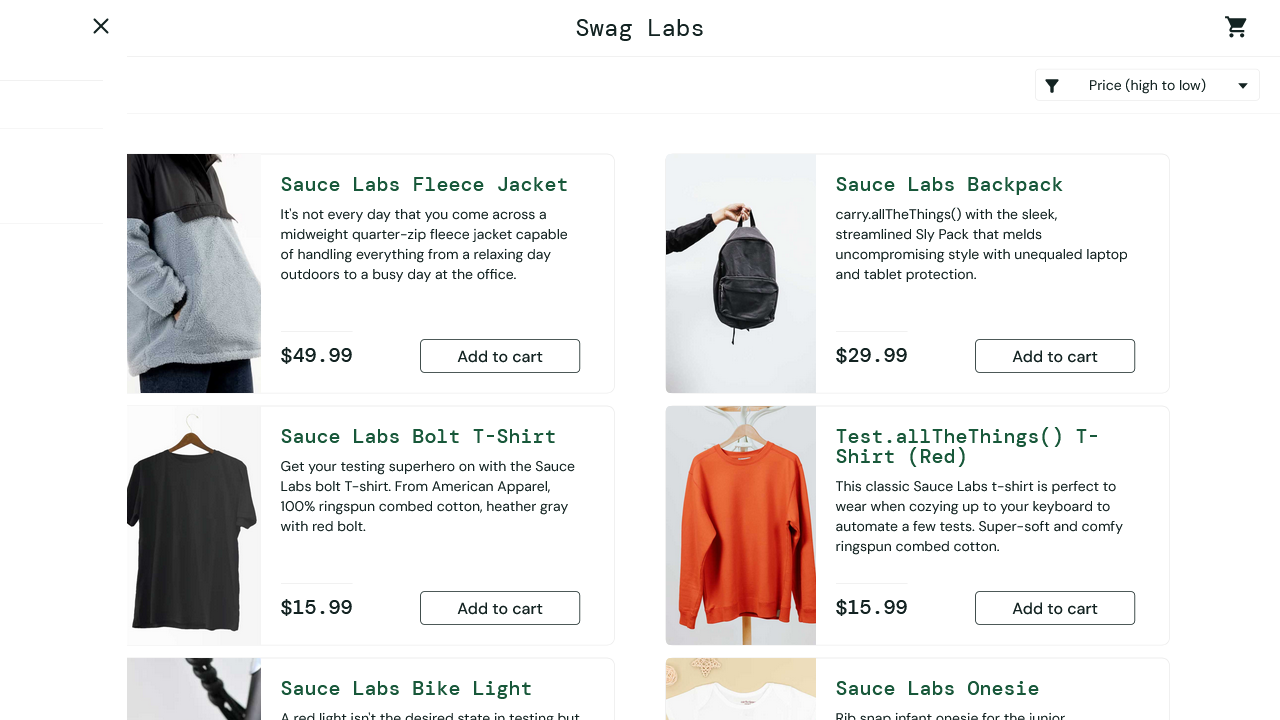 Swag Labs
Price (high to low)
Sauce Labs Fleece Jacket
It's not every day that you come across a
midweight quarter-zip fleece jacket capable
of handling everything from a relaxing day
outdoors to a busy day at the office.
$49.99
Add to cart
Sauce Labs Backpack
carry.allTheThings() with the sleek,
streamlined Sly Pack that melds
uncompromising style with unequaled laptop
and tablet protection.
$29.99
Add to cart
Sauce Labs Bolt T-Shirt
Get your testing superhero on with the Sauce
Labs bolt T-shirt. From American Apparel,
100% ringspun combed cotton, heather gray
with red bolt.
$15.99
Add to cart
Test.allTheThings() T-
Shirt (Red)
This classic Sauce Labs t-shirt is perfect to
wear when cozying up to your keyboard to
automate a few tests. Super-soft and comfy
ringspun combed cotton.
$15.99
Add to cart
Sauce Labs Bike Light
A red light isn't the desired state in testing but
Sauce Labs Onesie
Rib snap infant onesie for the junior